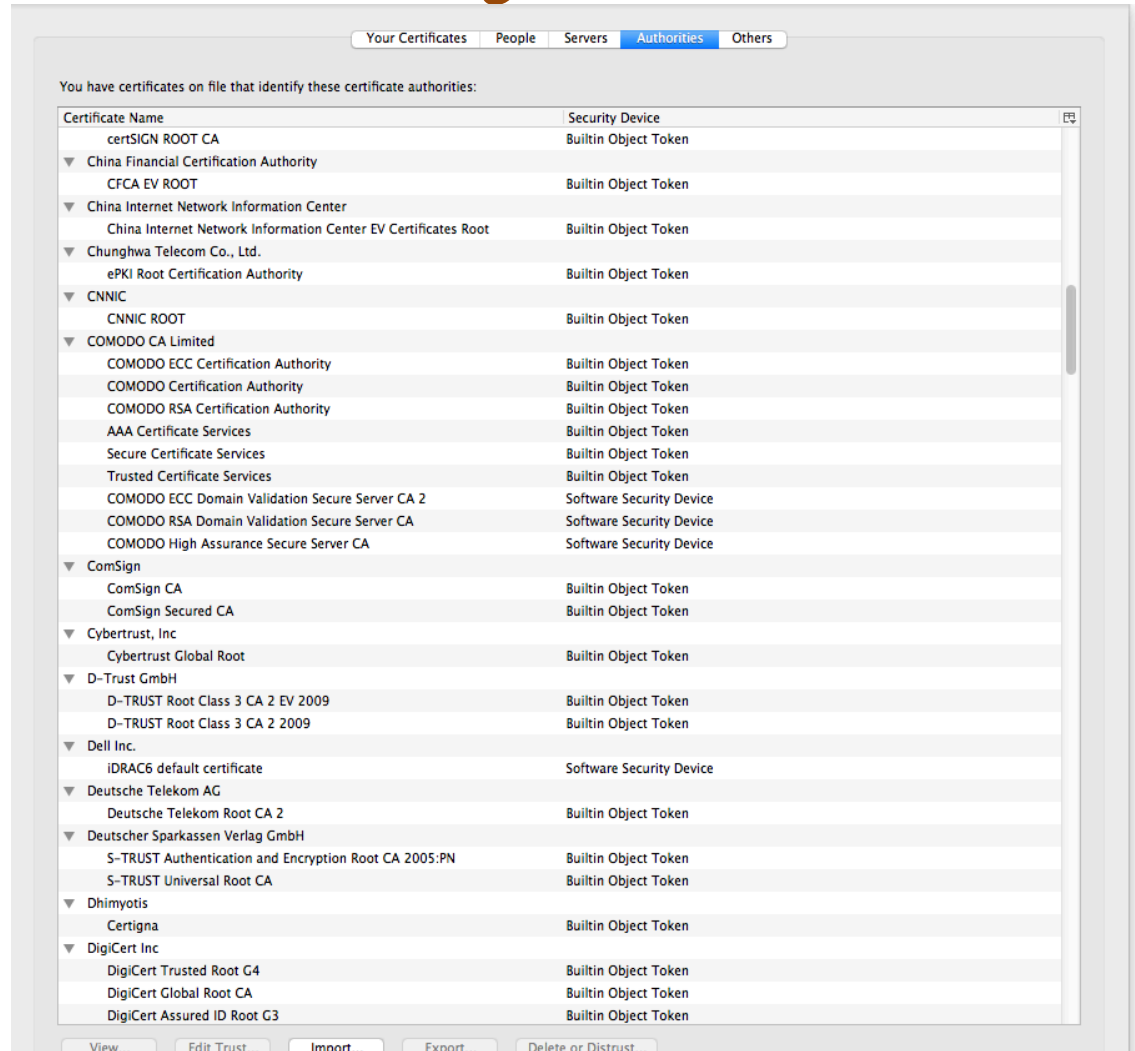 Your Certificates People Servers Authorities Others
You have certificates on file that identify these certificate authorities:
Certificate Name Security Device
certSIGN ROOT CA Builtin Object Token
China Financial Certification Authority
CFCA EV ROOT Builtin Object Token
China Internet Network Information Center
China Internet Network Information Center EV Certificates Root Builtin Object Token
Chunghwa Telecom Co., Ltd.
ePKI Root Certification Authority Builtin Object Token
CNNIC
CNNIC ROOT Builtin Object Token
COMODO CA Limited
COMODO ECC Certification Authority Builtin Object Token
COMODO Certification Authority Builtin Object Token
COMODO RSA Certification Authority Builtin Object Token
AAA Certificate Services Builtin Object Token
Secure Certificate Services Builtin Object Token
Trusted Certificate Services Builtin Object Token
COMODO ECC Domain Validation Secure Server CA 2 Software Security Device
COMODO RSA Domain Validation Secure Server CA Software Security Device
COMODO High Assurance Secure Server CA Software Security Device
ComSign
ComSign CA Builtin Object Token
ComSign Secured CA Builtin Object Token
Cybertrust, Inc
Cybertrust Global Root Builtin Object Token
D-Trust GmbH
D-TRUST Root Class 3 CA 2 EV 2009 Builtin Object Token
D-TRUST Root Class 3 CA 2 2009 Builtin Object Token
Dell Inc.
iDRAC6 default certificate Software Security Device
Deutsche Telekom AG
Deutsche Telekom Root CA 2 Builtin Object Token
Deutscher Sparkassen Verlag GmbH
S-TRUST Authentication and Encryption Root CA 2005:PN Builtin Object Token
S-TRUST Universal Root CA Builtin Object Token
Dhimyotis
Certigna Builtin Object Token
DigiCert Inc
DigiCert Trusted Root G4 Builtin Object Token
DigiCert Global Root CA Builtin Object Token
DigiCert Assured ID Root G3 Builtin Object Token
View... Edit Trust... Import... Export... Delete or Distrust...